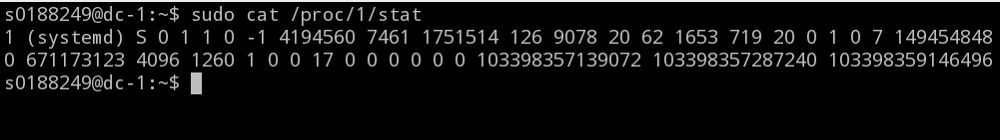 s0188249@dc-1:~$ sudo cat /proc/1/stat
1 (systemd) S 0 1 1 0 -1 4194560 7461 1751514 126 9078 20 62 1653 719 20 0 1 0 7 149454848
0 671173123 4096 1260 1 0 0 17 0 0 0 0 0 0 103398357139072 103398357287240 103398359146496
s0188249@dc-1:~$